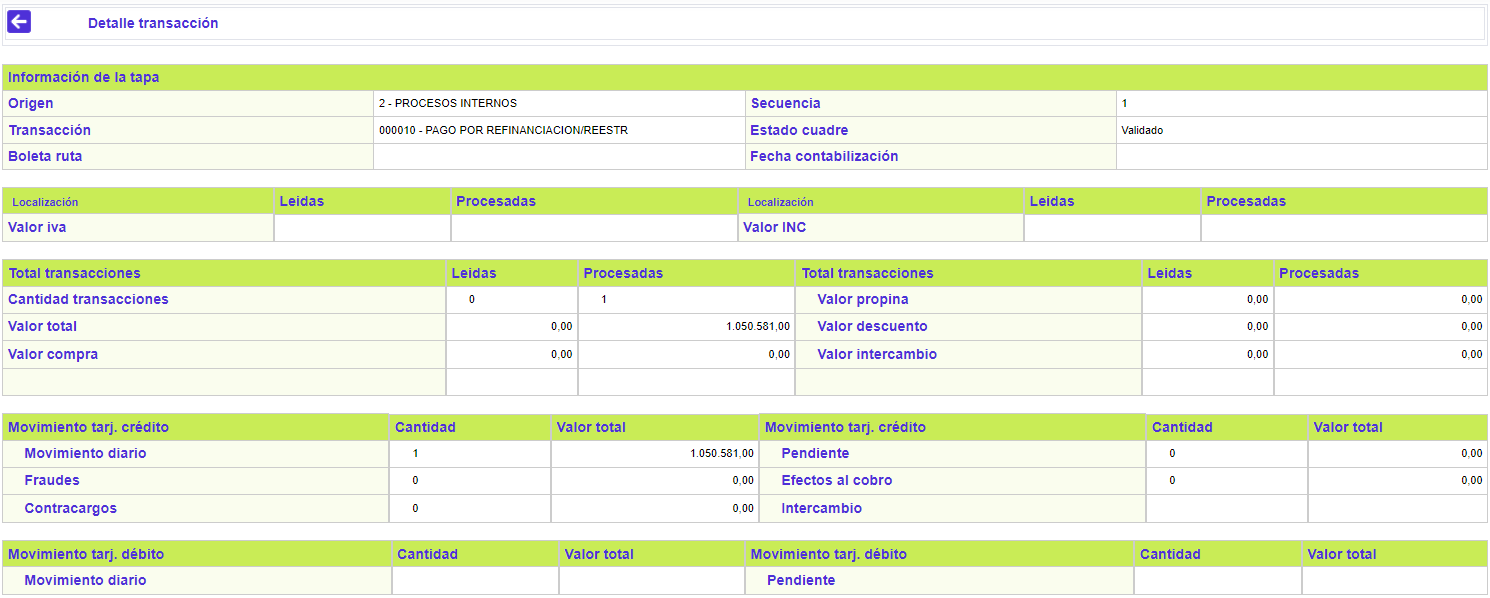 Detalle transacción
Información de la tapa
Origen 2 - PROCESOS INTERNOS Secuencia 1
Transacción 000010 - PAGO POR REFINANCIACION/REESTR Estado cuadre Validado
Boleta ruta Fecha contabilización
Localización Leidas Procesadas Localización Leidas Procesadas
Valor iva Valor INC
Total transacciones Leidas Procesadas Total transacciones Leidas Procesadas
Cantidad transacciones 0 1 Valor propina 0,00 0,00
Valor total 0,00 1.050.581,00 Valor descuento 0,00 0,00
Valor compra 0,00 0,00 Valor intercambio 0,00 0,00
Movimiento tarj. crédito Cantidad Valor total Movimiento tarj. crédito Cantidad Valor total
Movimiento diario 1 1.050.581,00 Pendiente 0 0,00
Fraudes 0 0,00 Efectos al cobro 0 0,00
Contracargos 0 0,00 Intercambio
Movimiento tarj. débito Cantidad Valor total Movimiento tarj. débito Cantidad Valor total
Movimiento diario Pendiente